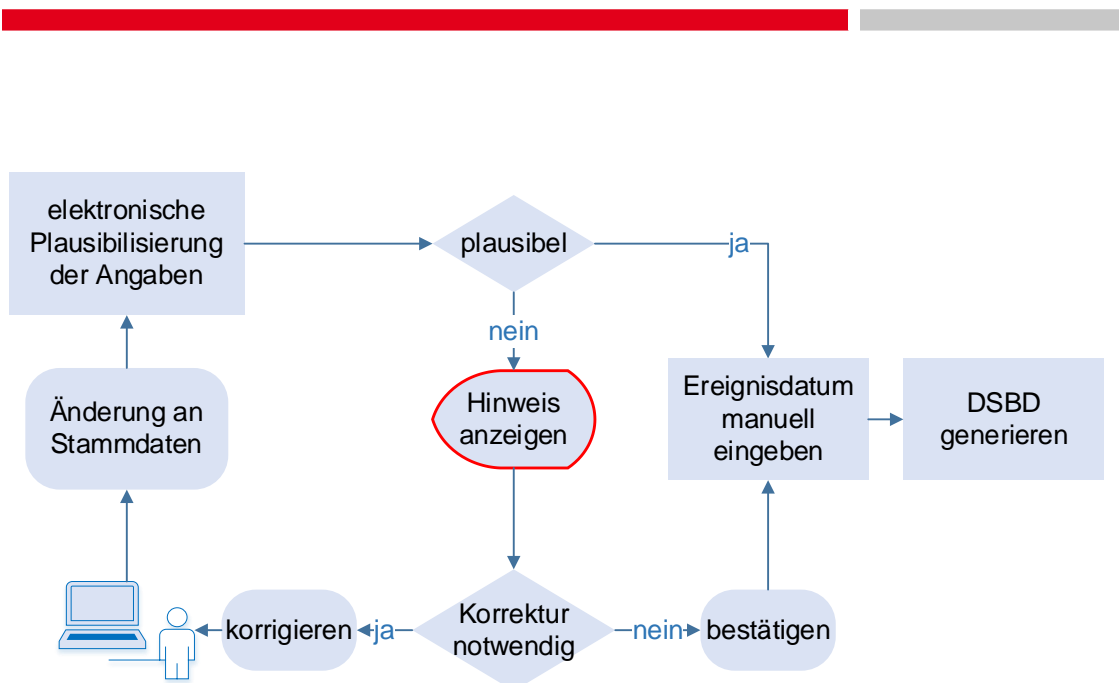 elektronische
Plausibilisierung
der Angaben
plausibel
ja
nein
Änderung an
Stammdaten
Hinweis
anzeigen
Ereignisdatum
manuell
eingeben
DSBD
generieren
korrigieren
ja
Korrektur
notwendig
nein
bestätigen